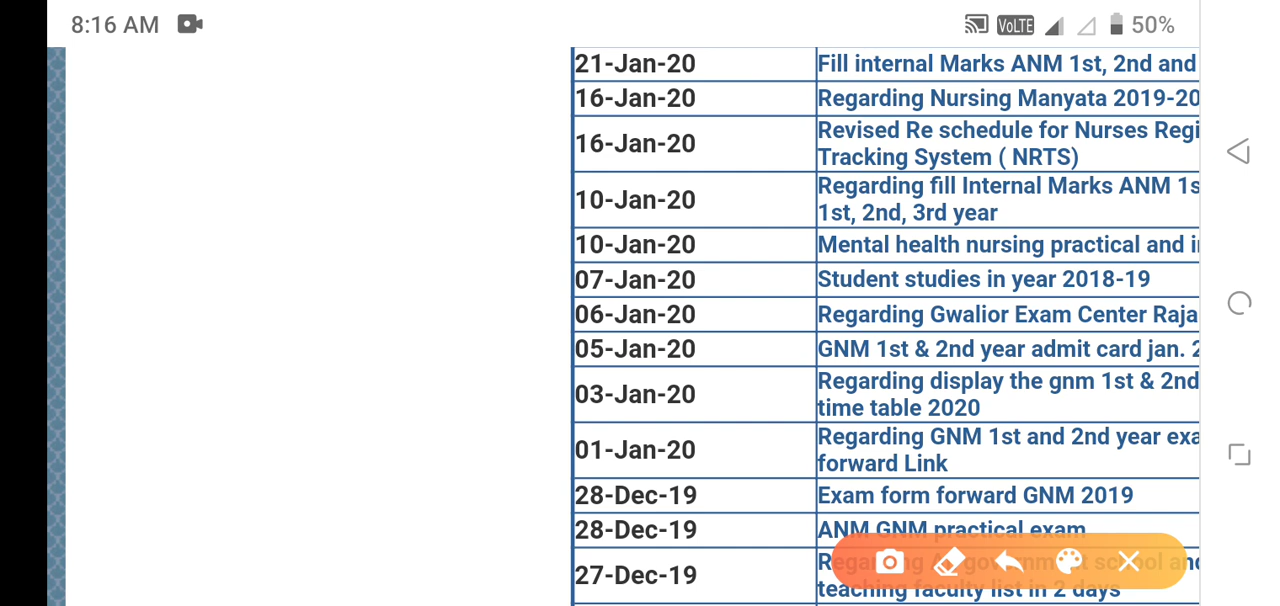 8:16 AM
VoLTE
50%
21-Jan-20 Fill internal Marks ANM 1st, 2nd and
16-Jan-20 Regarding Nursing Manyata 2019-20
16-Jan-20 Revised Re schedule for Nurses Regi
Tracking System ( NRTS)
10-Jan-20 Regarding fill Internal Marks ANM 1s
1st, 2nd, 3rd year
10-Jan-20 Mental health nursing practical and i
07-Jan-20 Student studies in year 2018-19
06-Jan-20 Regarding Gwalior Exam Center Raja
05-Jan-20 GNM 1st & 2nd year admit card jan. 2
03-Jan-20 Regarding display the gnm 1st & 2nd
time table 2020
01-Jan-20 Regarding GNM 1st and 2nd year exa
forward Link
28-Dec-19 Exam form forward GNM 2019
28-Dec-19 ANM GNM practical exam
27-Dec-19
teaching faculty list in 2 days